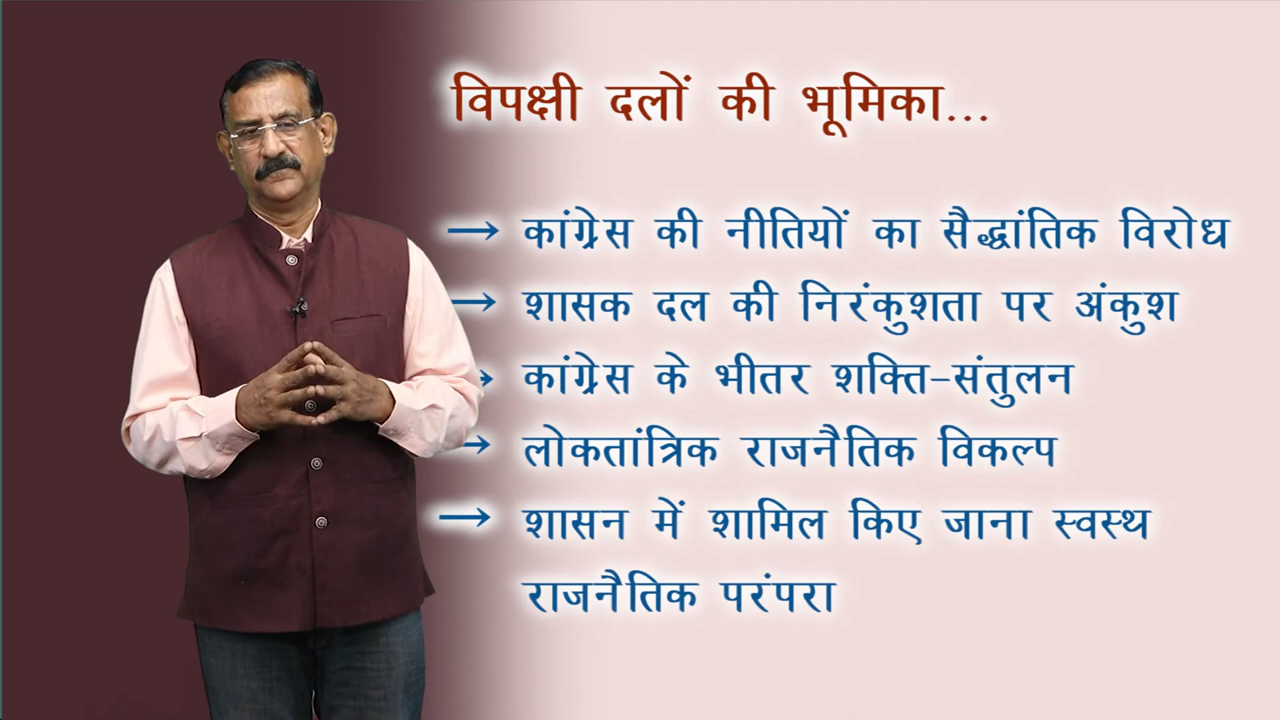 विपक्षी दलों की भूमिका...
→ कांग्रेस की नीतियों का सैद्धांतिक विरोध
→ शासक दल की निरंकुशता पर अंकुश
→ कांग्रेस के भीतर शक्ति-संतुलन
→ लोकतांत्रिक राजनैतिक विकल्प
→ शासन में शामिल किए जाना स्वस्थ
राजनैतिक परंपरा